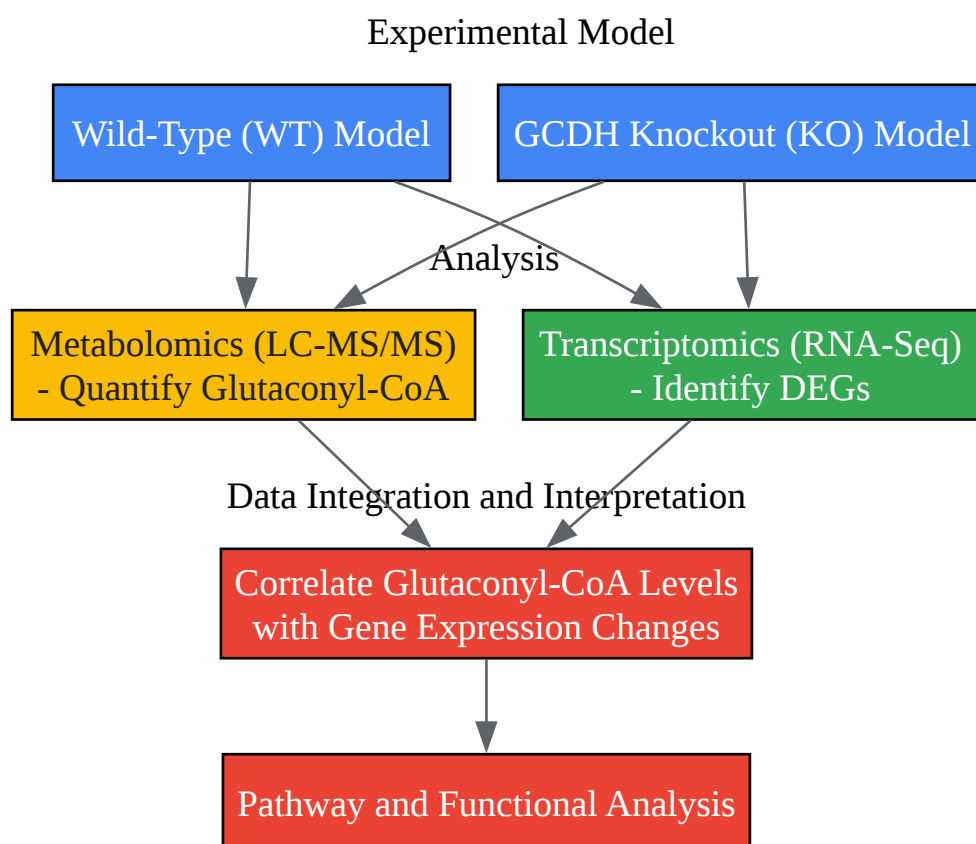 Experimental Model
Wild-Type (WT) Model
GCDH Knockout (KO) Model
Analysis
Metabolomics (LC-MS/MS)
- Quantify Glutaconyl-CoA
Transcriptomics (RNA-Seq)
- Identify DEGs
Data Integration and Interpretation
Correlate Glutaconyl-CoA Levels
with Gene Expression Changes
Pathway and Functional Analysis